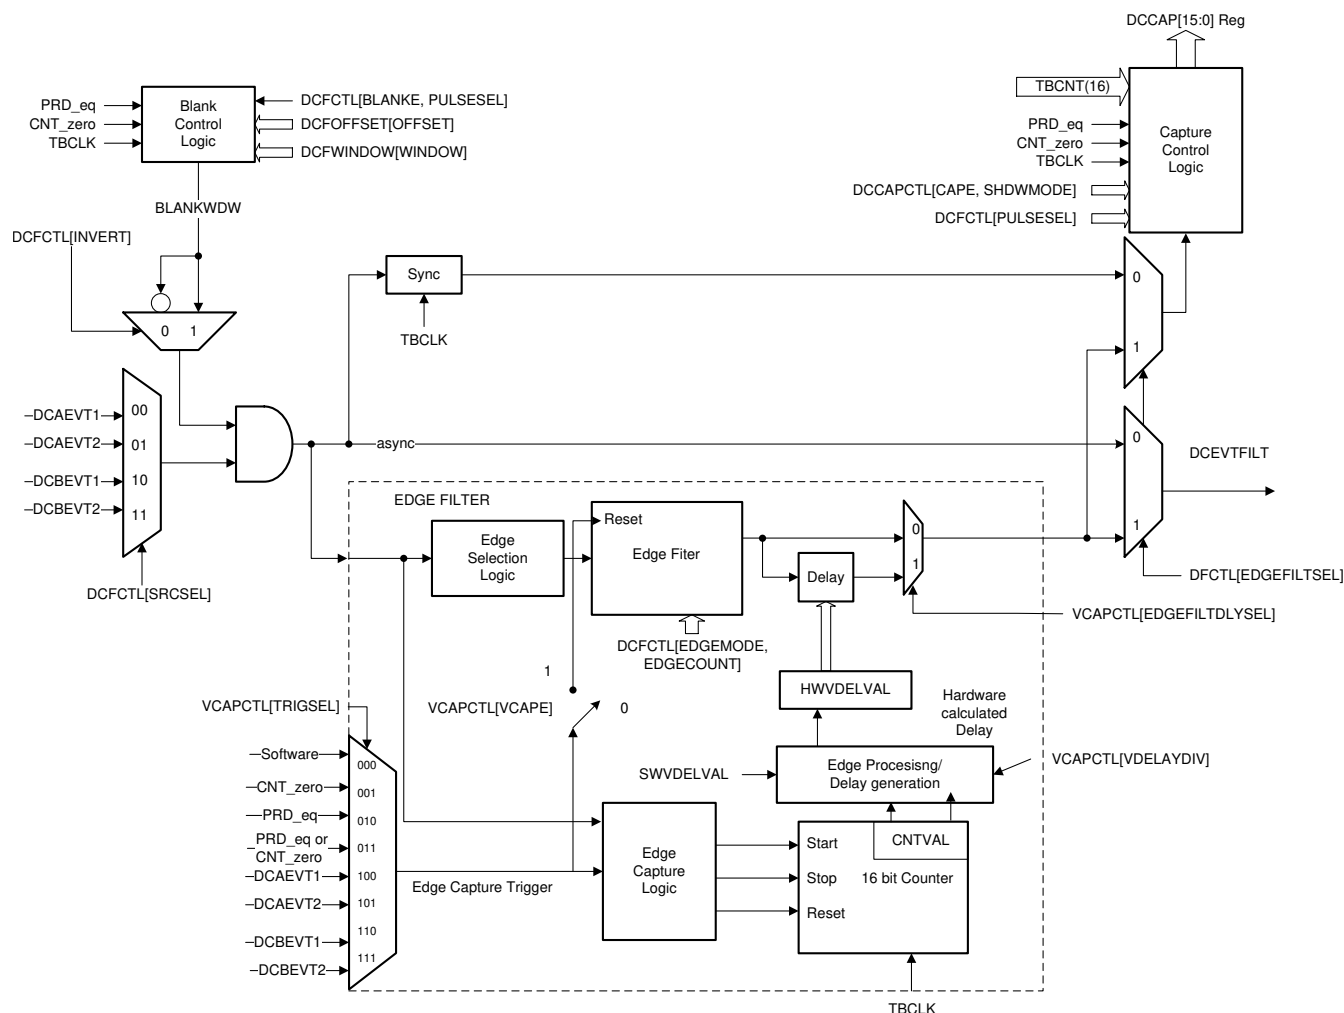 DCCAP[15:0] Reg
TBCNT(16)
PRD_eq
CNT_zero
TBCLK
Blank
Control
Logic
DCFCTL[BLANKE, PULSESEL]
DCFOFFSET[OFFSET]
DCFWINDOW[WINDOW]
PRD_eq
CNT_zero
TBCLK
Capture
Control
Logic
DCCAPCTL[CAPE, SHDWMODE]
DCFCTL[PULSESEL]
BLANKWDW
DCFCTL[INVERT]
0 1
Sync
TBCLK
0
1
DCAEVT1
DCAEVT2
DCBEVT1
DCBEVT2
00
01
10
11
DCFCTL[SRCSEL]
async
0
1
DCEVTFILT
DFCTL[EDGEFILTSEL]
EDGE FILTER
Edge
Selection
Logic
Reset
Edge Fiter
DCFCTL[EDGEMODE,
EDGECOUNT]
Delay
0
1
VCAPCTL[EDGEFILTDLYSEL]
HWVDELVAL
Hardware
calculated
Delay
1
VCAPCTL[VCAPE]
0
VCAPCTL[TRIGSEL]
Software
CNT_zero
PRD_eq
PRD_eq or
CNT_zero
DCAEVT1
DCAEVT2
DCBEVT1
DCBEVT2
000
001
010
011
100
101
110
111
Edge Capture Trigger
SWVDELVAL
Edge Procesisng/
Delay generation
VCAPCTL[VDELAYDIV]
Edge
Capture
Logic
Start
Stop
Reset
CNTVAL
16 bit Counter
TBCLK